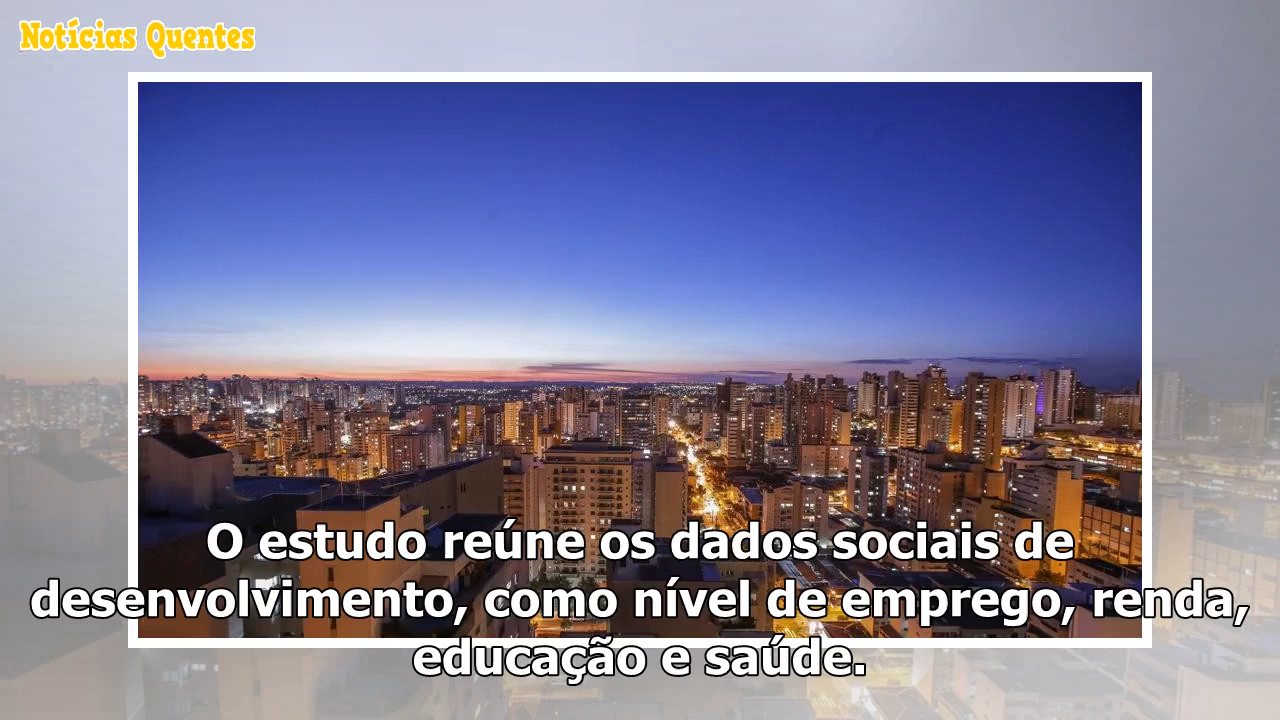 Notícias Quentes
O estudo reúne os dados sociais de
desenvolvimento, como nível de emprego, renda,
educação e saúde.